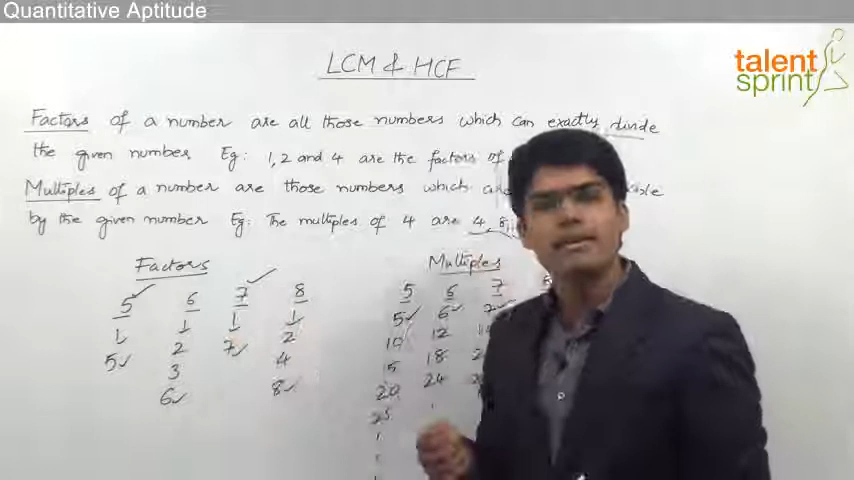 Quantitative Aptitude
LCM & HCF
talent
sprint
Factors of a number are all those numbers which can exactly divide
the given number Eg: 1, 2 and 4 are the factors of
Multiples of a number are those numbers which are
by the given number Eg: The multiples of 4 are 4, 8,
Factors Multiples
5 6 7 8 5 6 7
1 1 1 1 5 6 7
5 2 7 2 10 12
3 4 15 18
6 8 20 24
25